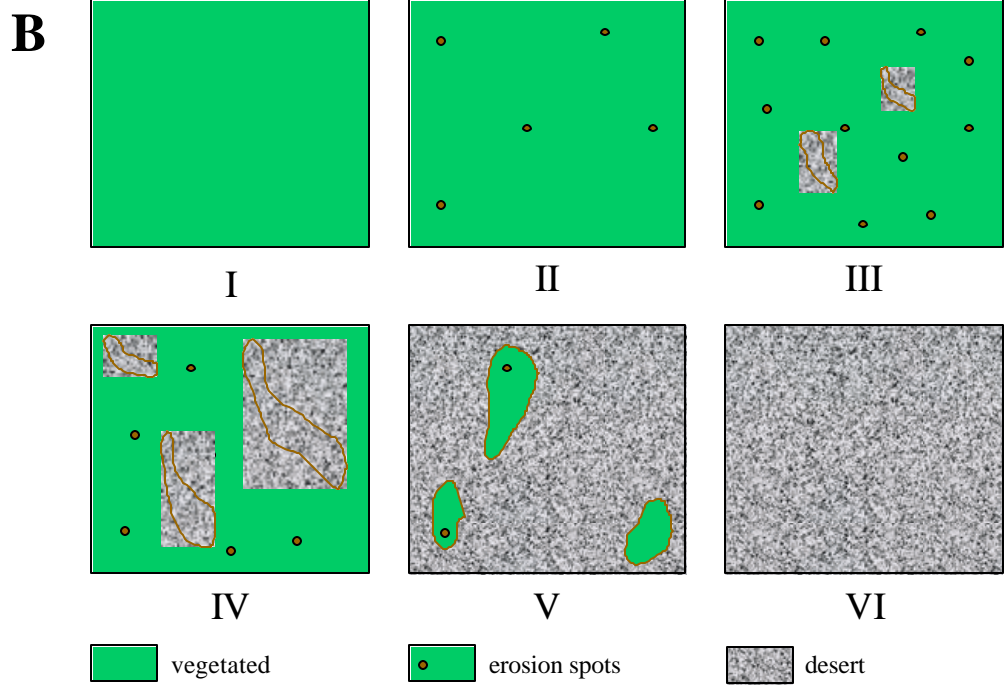 B
I
II
III
IV
V
VI
vegetated
erosion spots
desert